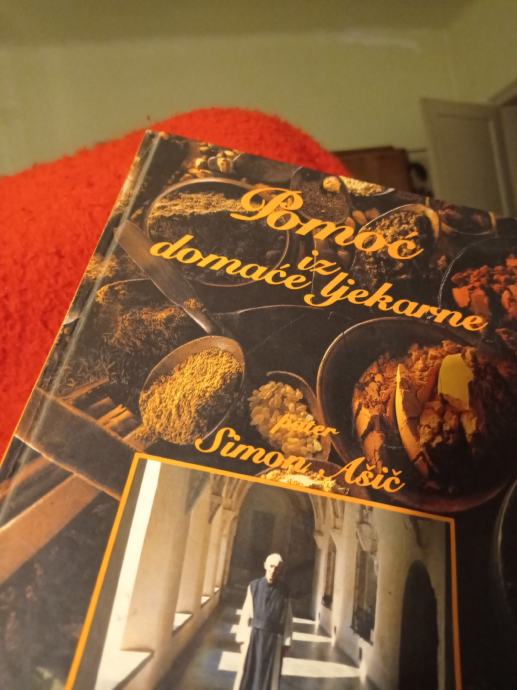 Pomoć
iz
domaće ljekarne
pater
Simon Ašič